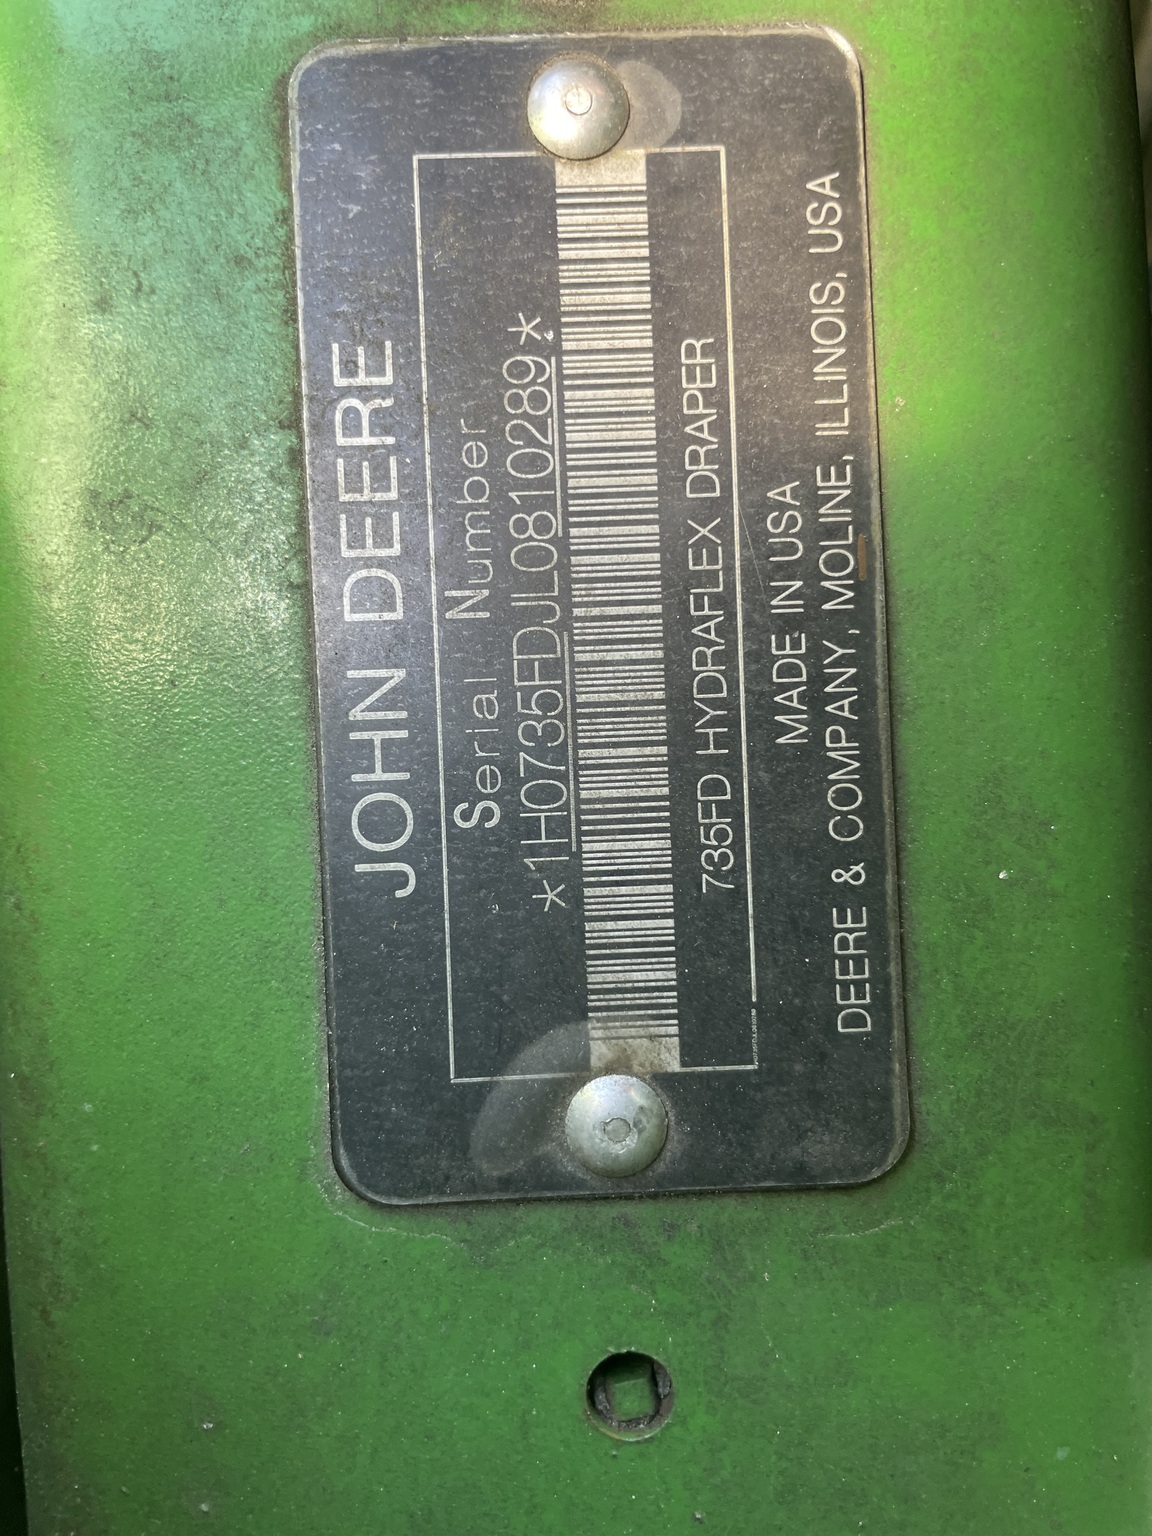 JOHN DEERE
Serial Number
*1H0735FDJL0810289*
735FD HYDRAFLEX DRAPER
MADE IN USA
DEERE & COMPANY, MOLINE, ILLINOIS, USA